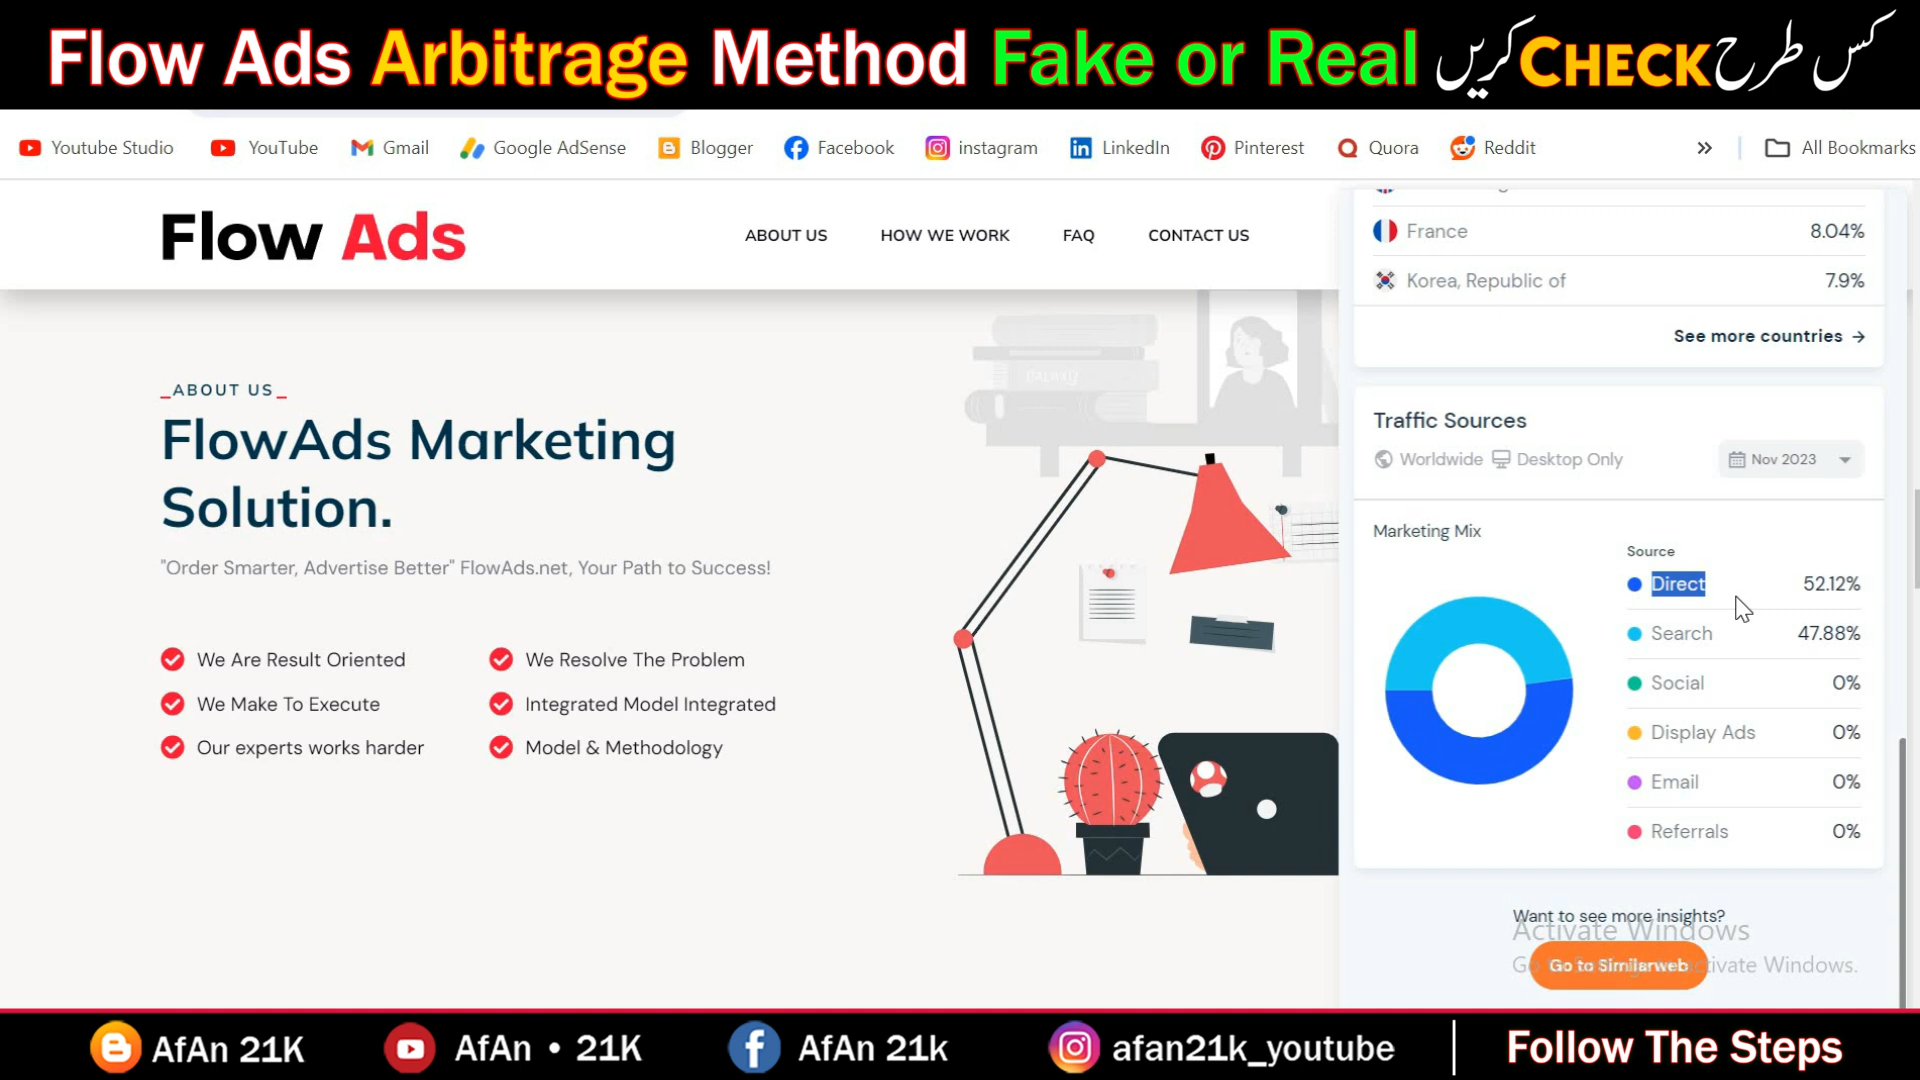 Flow Ads Arbitrage Method Fake or Real کس طرح CHECK کریں
Youtube Studio YouTube Gmail Google AdSense Blogger Facebook instagram LinkedIn Pinterest Quora Reddit » All Bookmarks
Flow Ads
ABOUT US HOW WE WORK FAQ CONTACT US
_ABOUT US_
FlowAds Marketing
Solution.
"Order Smarter, Advertise Better" FlowAds.net, Your Path to Success!
We Are Result Oriented
We Resolve The Problem
We Make To Execute
Integrated Model Integrated
Our experts works harder
Model & Methodology
France 8.04%
Korea, Republic of 7.9%
See more countries →
Traffic Sources
Worldwide Desktop Only Nov 2023
Marketing Mix
Source
Direct 52.12%
Search 47.88%
Social 0%
Display Ads 0%
Email 0%
Referrals 0%
Want to see more insights?
Activate Windows
Go to Similarweb
AfAn 21K AfAn • 21K AfAn 21k afan21k_youtube Follow The Steps